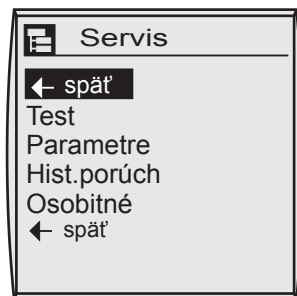 Servis
← späť
Test
Parametre
Hist.porúch
Osobitné
← späť